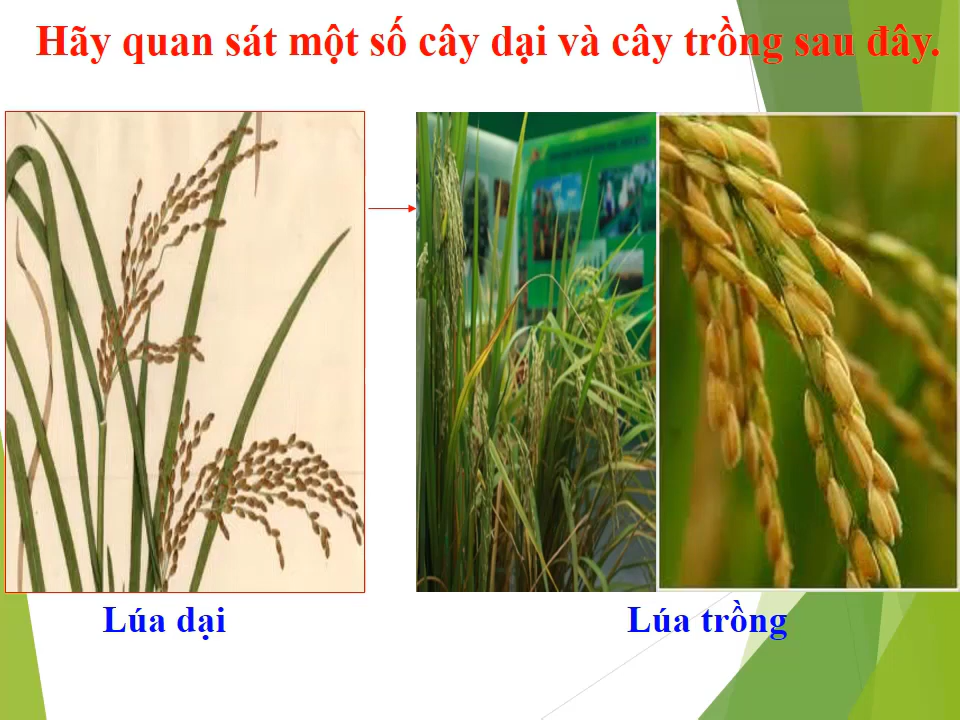 Hãy quan sát một số cây dại và cây trồng sau đây.
Lúa dại
Lúa trồng